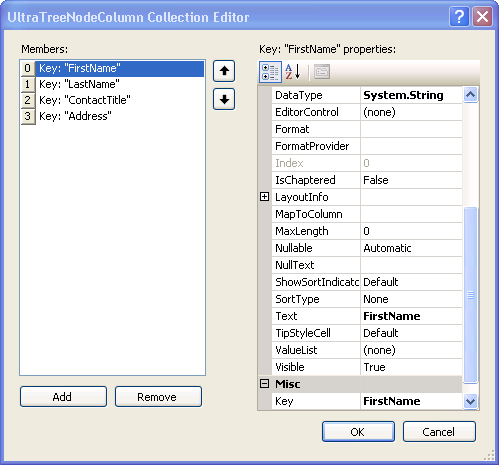 UltraTreeNodeColumn Collection Editor
Members:
0 Key: "FirstName"
1 Key: "LastName"
2 Key: "ContactTitle"
3 Key: "Address"
Add
Remove
Key: "FirstName" properties:
DataType System.String
EditorControl (none)
Format
FormatProvider
Index 0
IsChaptered False
LayoutInfo
MapToColumn
MaxLength 0
Nullable Automatic
NullText
ShowSortIndicato Default
SortType None
Text FirstName
TipStyleCell Default
ValueList (none)
Visible True
Misc
Key FirstName
OK
Cancel